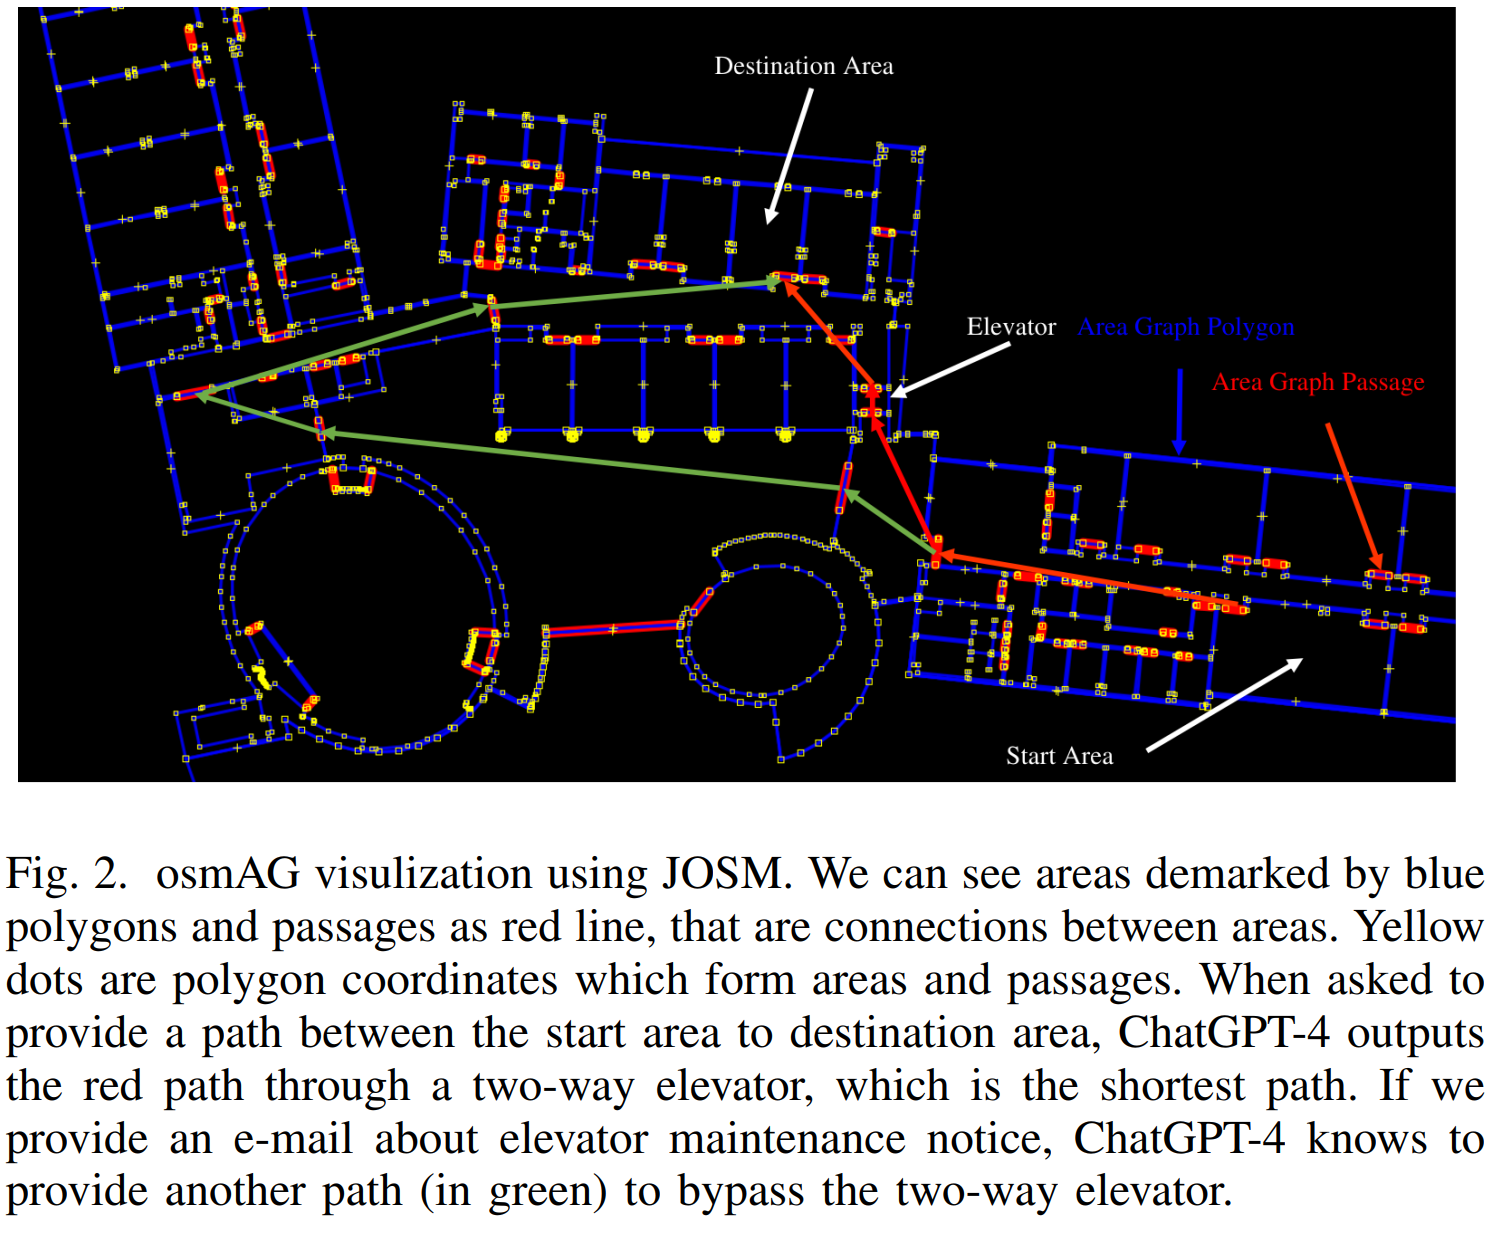 Destination Area
Elevator
Area Graph Polygon
Area Graph Passage
Start Area
Fig. 2. osmAG visulization using JOSM. We can see areas demarked by blue
polygons and passages as red line, that are connections between areas. Yellow
dots are polygon coordinates which form areas and passages. When asked to
provide a path between the start area to destination area, ChatGPT-4 outputs
the red path through a two-way elevator, which is the shortest path. If we
provide an e-mail about elevator maintenance notice, ChatGPT-4 knows to
provide another path (in green) to bypass the two-way elevator.